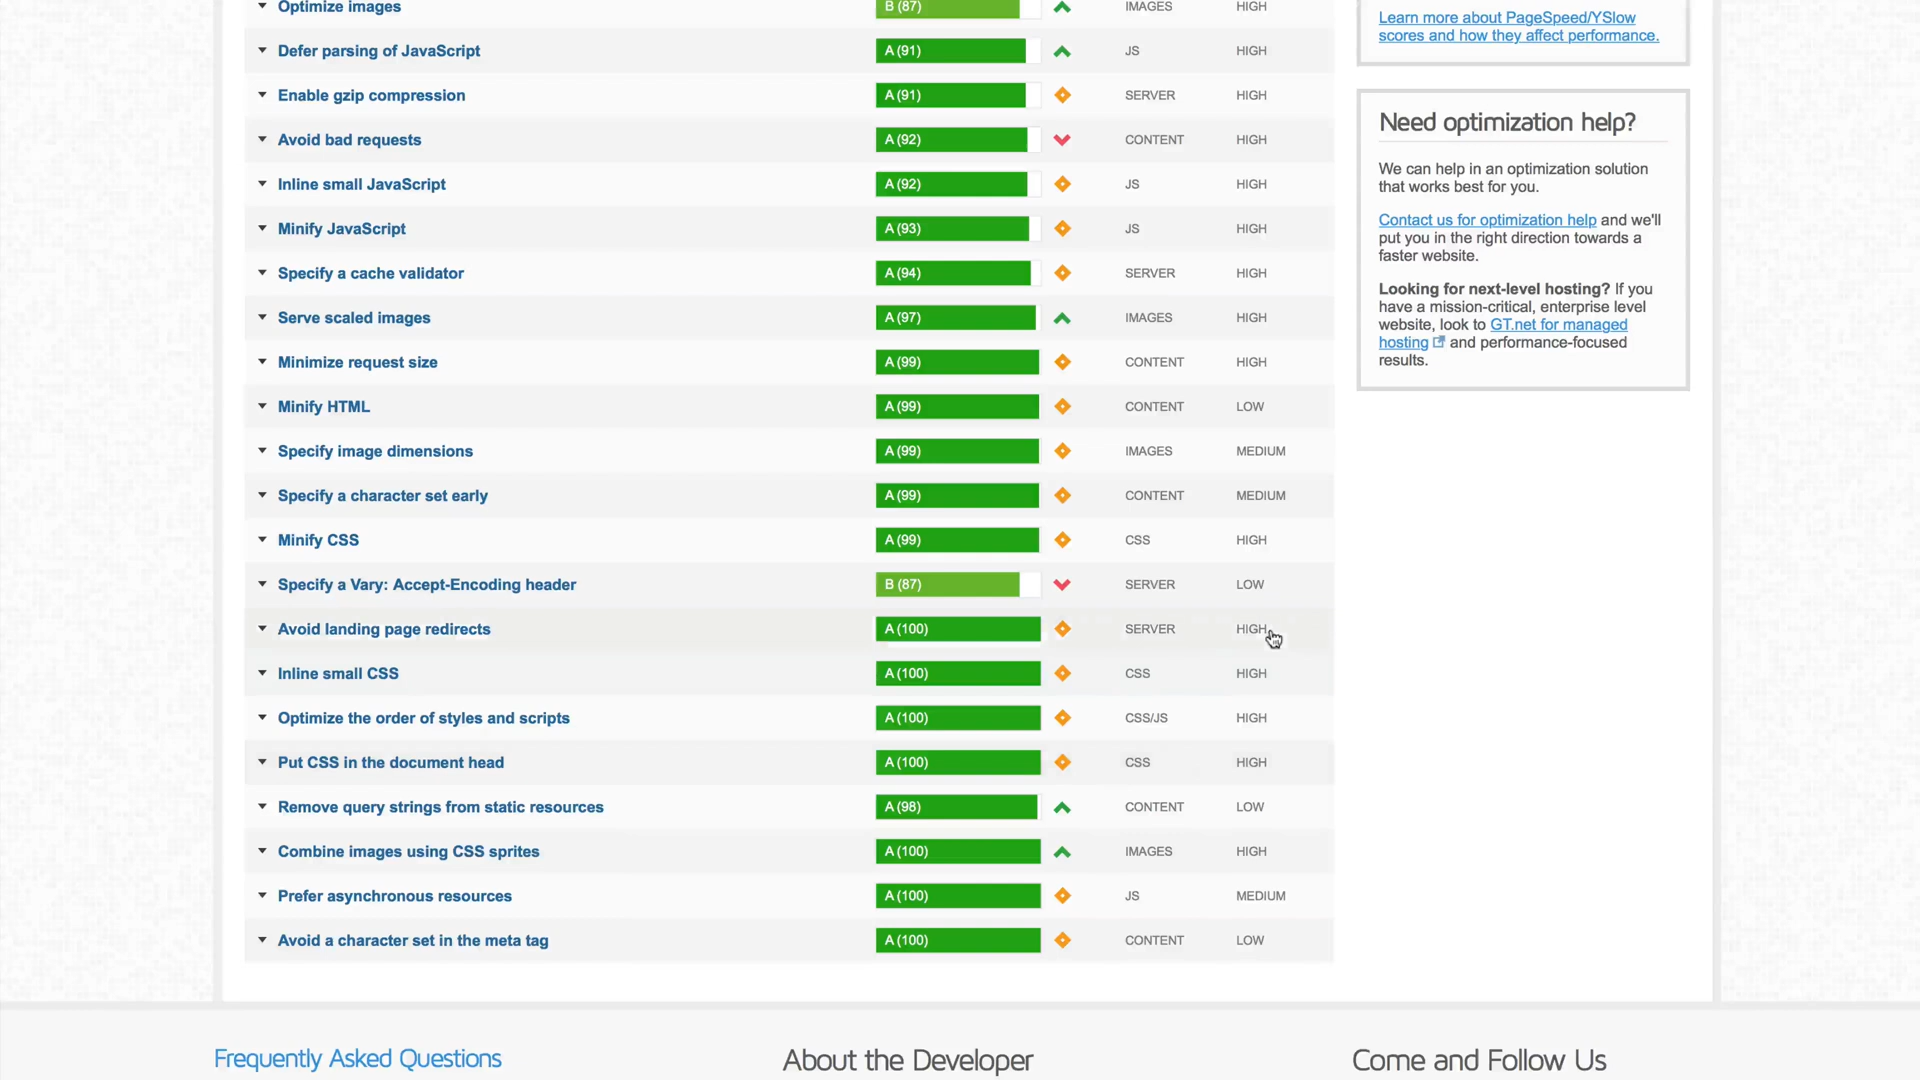 Optimize images B (87) IMAGES HIGH
Defer parsing of JavaScript A (91) JS HIGH
Enable gzip compression A (91) SERVER HIGH
Avoid bad requests A (92) CONTENT HIGH
Inline small JavaScript A (92) JS HIGH
Minify JavaScript A (93) JS HIGH
Specify a cache validator A (94) SERVER HIGH
Serve scaled images A (97) IMAGES HIGH
Minimize request size A (99) CONTENT HIGH
Minify HTML A (99) CONTENT LOW
Specify image dimensions A (99) IMAGES MEDIUM
Specify a character set early A (99) CONTENT MEDIUM
Minify CSS A (99) CSS HIGH
Specify a Vary: Accept-Encoding header B (87) SERVER LOW
Avoid landing page redirects A (100) SERVER HIGH
Inline small CSS A (100) CSS HIGH
Optimize the order of styles and scripts A (100) CSS/JS HIGH
Put CSS in the document head A (100) CSS HIGH
Remove query strings from static resources A (98) CONTENT LOW
Combine images using CSS sprites A (100) IMAGES HIGH
Prefer asynchronous resources A (100) JS MEDIUM
Avoid a character set in the meta tag A (100) CONTENT LOW
Learn more about PageSpeed/YSlow
scores and how they affect performance.
Need optimization help?
We can help in an optimization solution
that works best for you.
Contact us for optimization help and we'll
put you in the right direction towards a
faster website.
Looking for next-level hosting? If you
have a mission-critical, enterprise level
website, look to GT.net for managed
hosting and performance-focused
results.
Frequently Asked Questions
About the Developer
Come and Follow Us